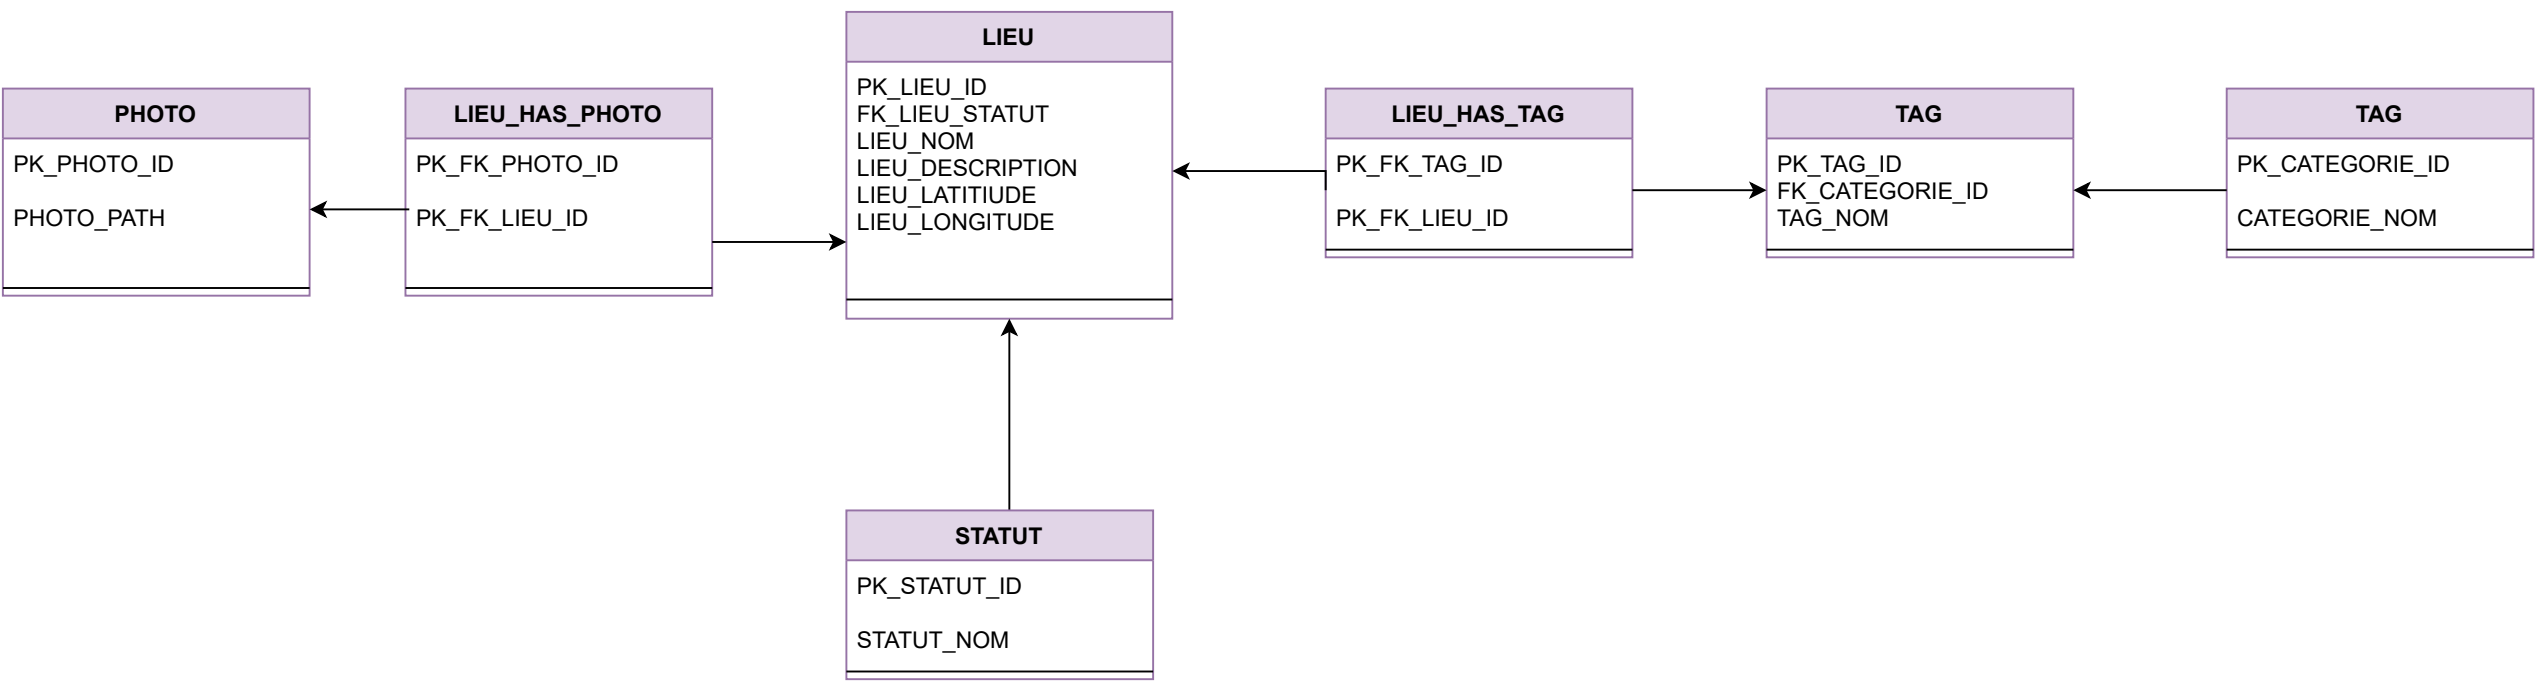 PHOTO
PK_PHOTO_ID
PHOTO_PATH
LIEU_HAS_PHOTO
PK_FK_PHOTO_ID
PK_FK_LIEU_ID
LIEU
PK_LIEU_ID
FK_LIEU_STATUT
LIEU_NOM
LIEU_DESCRIPTION
LIEU_LATITIUDE
LIEU_LONGITUDE
LIEU_HAS_TAG
PK_FK_TAG_ID
PK_FK_LIEU_ID
TAG
PK_TAG_ID
FK_CATEGORIE_ID
TAG_NOM
TAG
PK_CATEGORIE_ID
CATEGORIE_NOM
STATUT
PK_STATUT_ID
STATUT_NOM